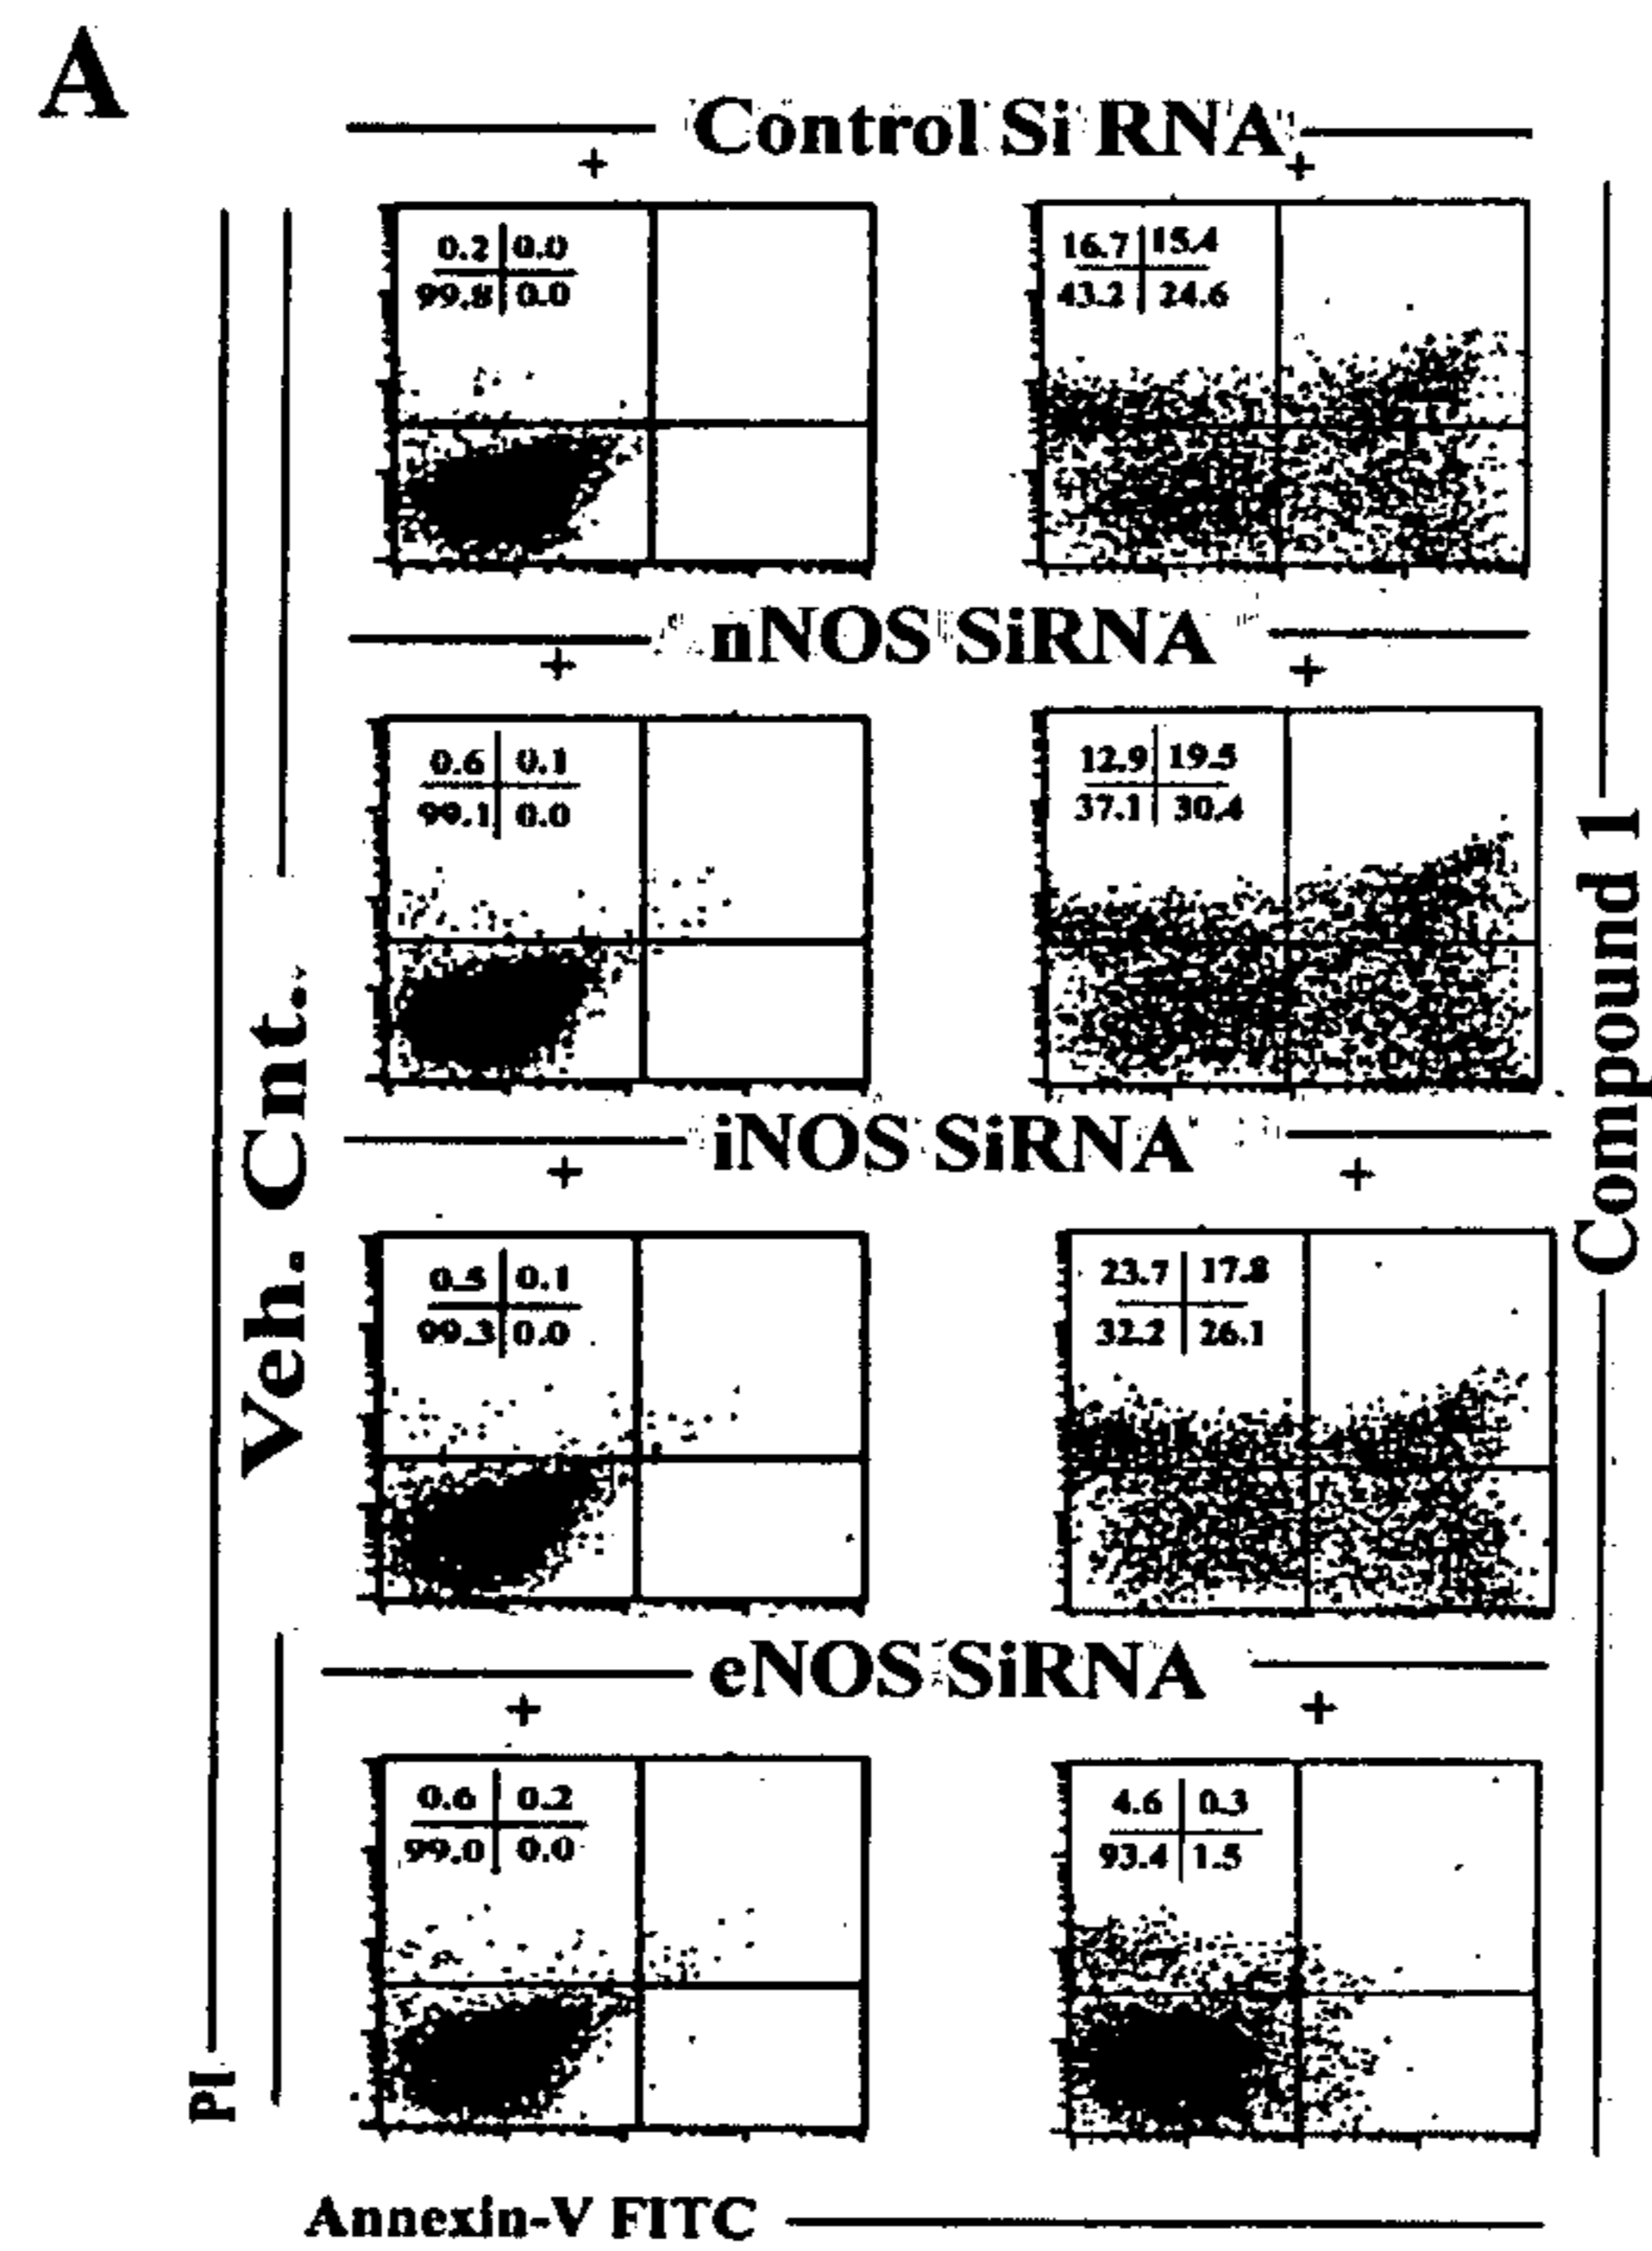 A
Control Si RNA
+ +
0.2 0.0
99.8 0.0
16.7 15.4
43.2 24.6
nNOS SiRNA
+ +
0.6 0.1
99.1 0.0
12.9 19.5
37.1 30.4
iNOS SiRNA
+ +
0.5 0.1
99.3 0.0
23.7 17.8
32.2 26.1
eNOS SiRNA
+ +
0.6 0.2
99.0 0.0
4.6 0.3
93.4 1.5
Veh. Cnt.
Compound 1
PI
Annexin-V FITC